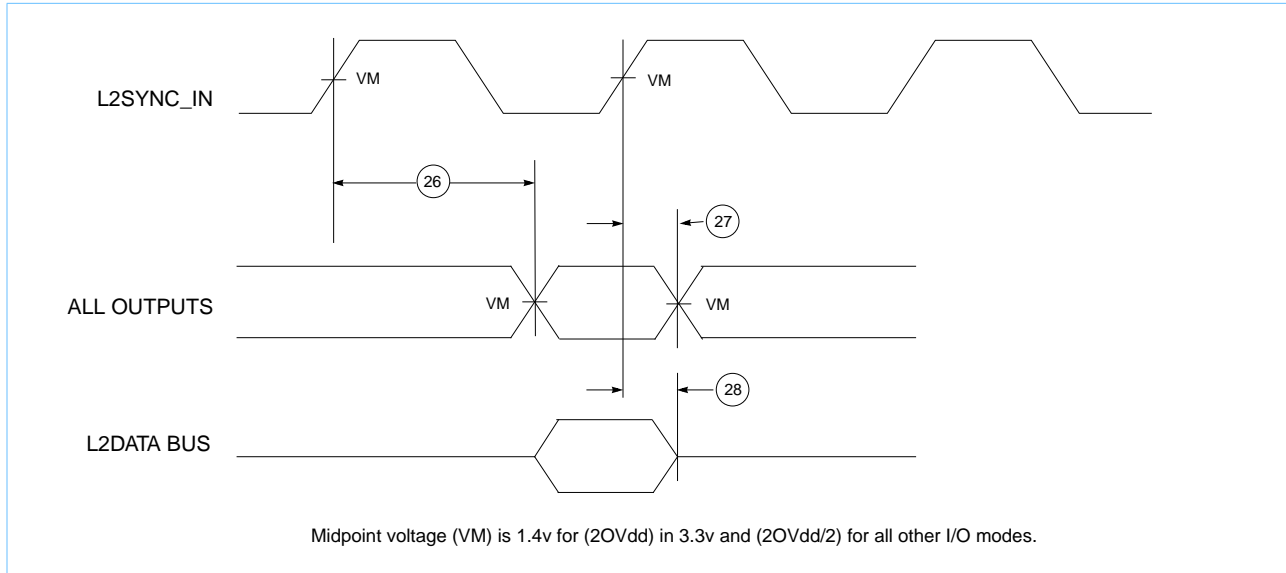 VM
VM
L2SYNC_IN
26
27
VM
VM
ALL OUTPUTS
28
L2DATA BUS
Midpoint voltage (VM) is 1.4v for (2OVdd) in 3.3v and (2OVdd/2) for all other I/O modes.